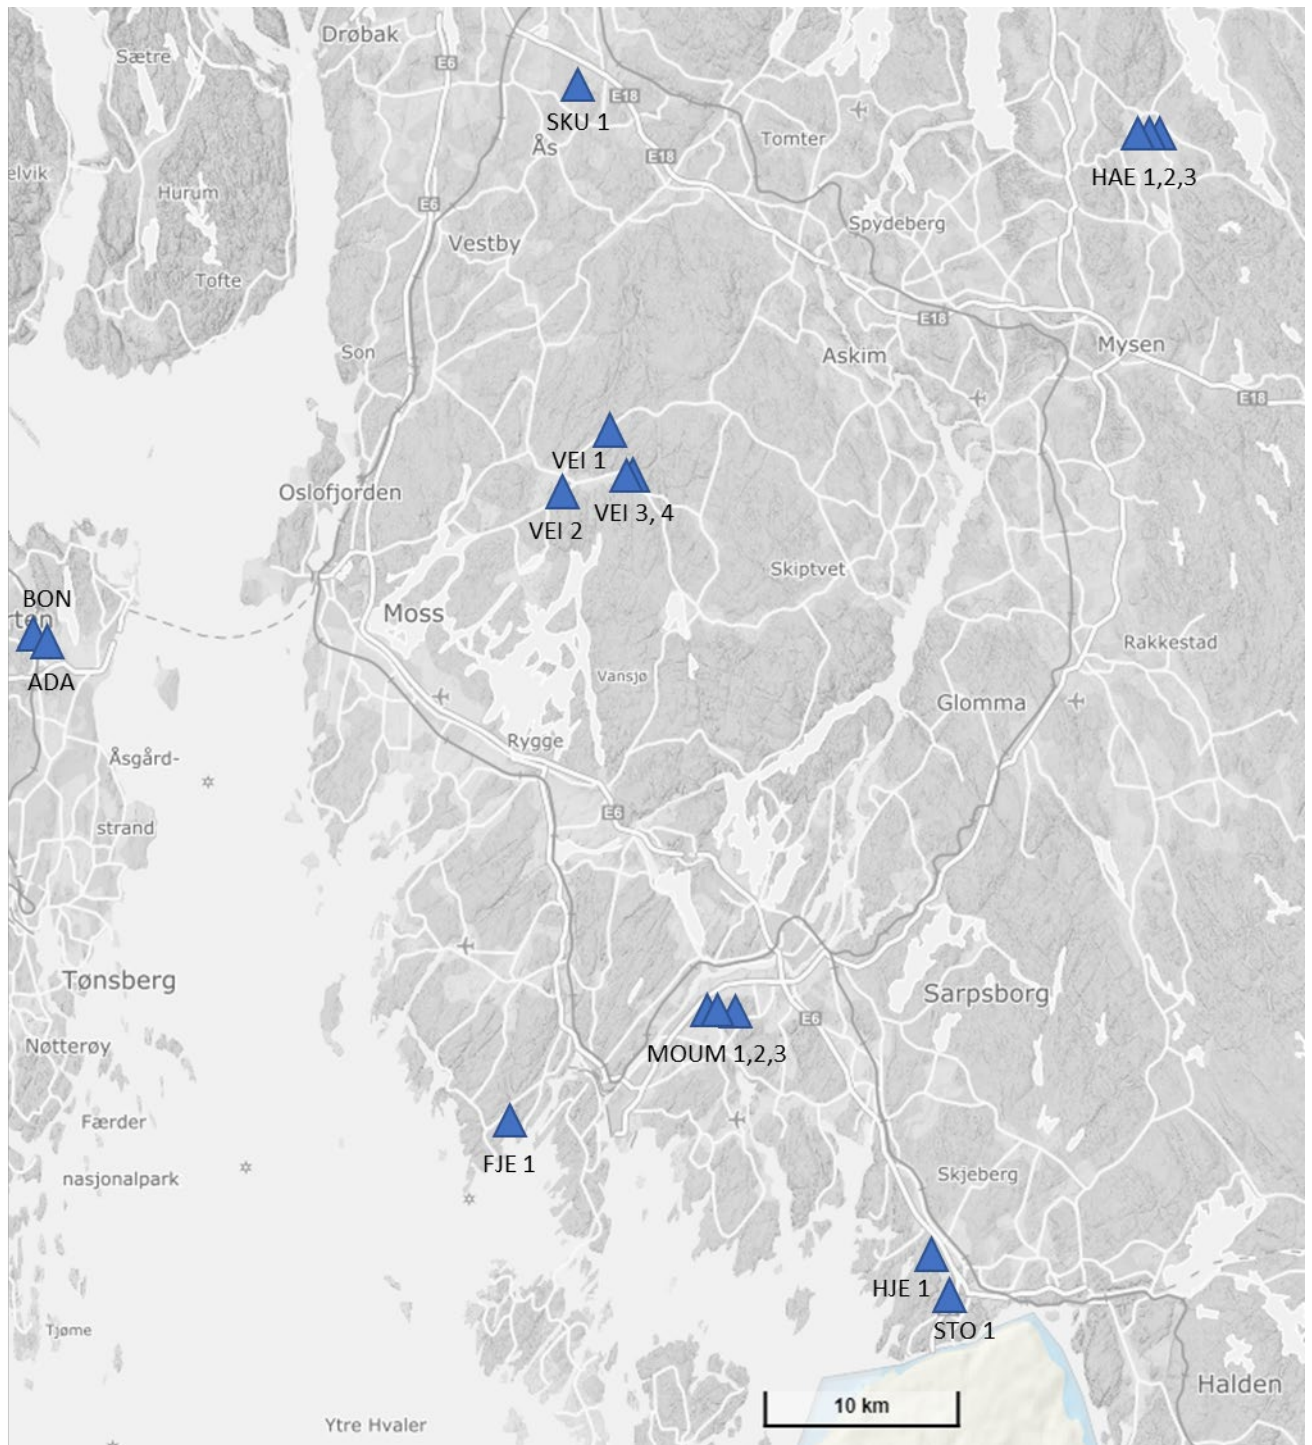 Drøbak
Sætre
E6
E18
SKU 1
Ås
E18
Tomter
HAE 1,2,3
elvik
Hurum
E6
Spydeberg
Vestby
Tofte
E18
Son
Askim
Mysen
E18
VEI 1
Oslofjorden
VEI 3, 4
VEI 2
Skiptvet
BON
rten
Moss
Rakkestad
ADA
Vansjø
Glomma
Rygge
Åsgård-
strand
E6
Tønsberg
Sarpsborg
E6
Nøtterøy
MOUM 1,2,3
Færder
nasjonalpark
FJE 1
Skjeberg
HJE 1
STO 1
Tjøme
Halden
10 km
Ytre Hvaler